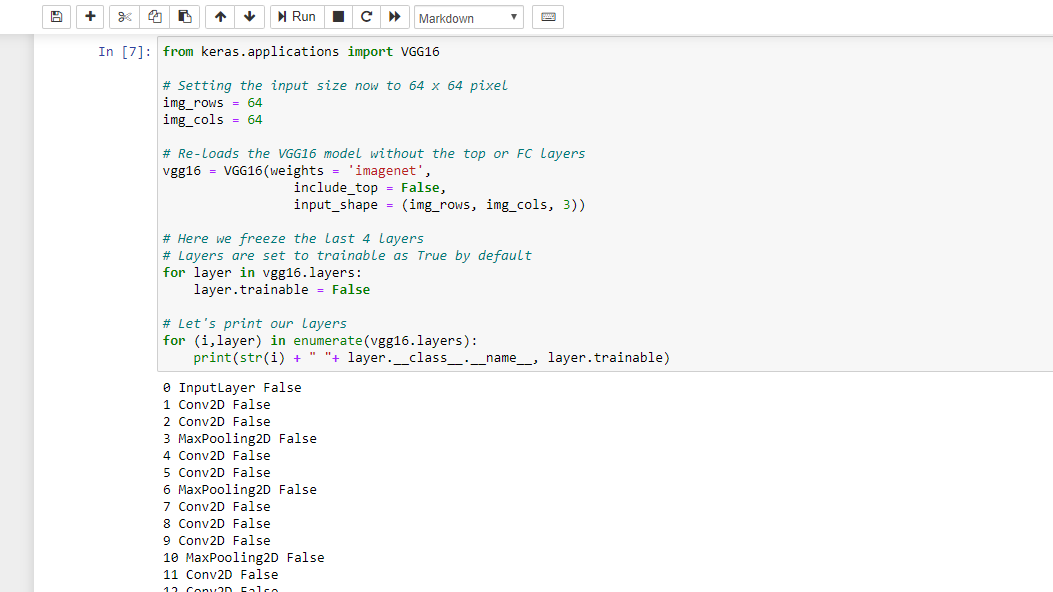 Run Markdown
In [7]: from keras.applications import VGG16
# Setting the input size now to 64 x 64 pixel
img_rows = 64
img_cols = 64
# Re-loads the VGG16 model without the top or FC layers
vgg16 = VGG16(weights = 'imagenet',
include_top = False,
input_shape = (img_rows, img_cols, 3))
# Here we freeze the last 4 layers
# Layers are set to trainable as True by default
for layer in vgg16.layers:
layer.trainable = False
# Let's print our layers
for (i,layer) in enumerate(vgg16.layers):
print(str(i) + " "+ layer.__class__.__name__, layer.trainable)
0 InputLayer False
1 Conv2D False
2 Conv2D False
3 MaxPooling2D False
4 Conv2D False
5 Conv2D False
6 MaxPooling2D False
7 Conv2D False
8 Conv2D False
9 Conv2D False
10 MaxPooling2D False
11 Conv2D False
12 Conv2D False